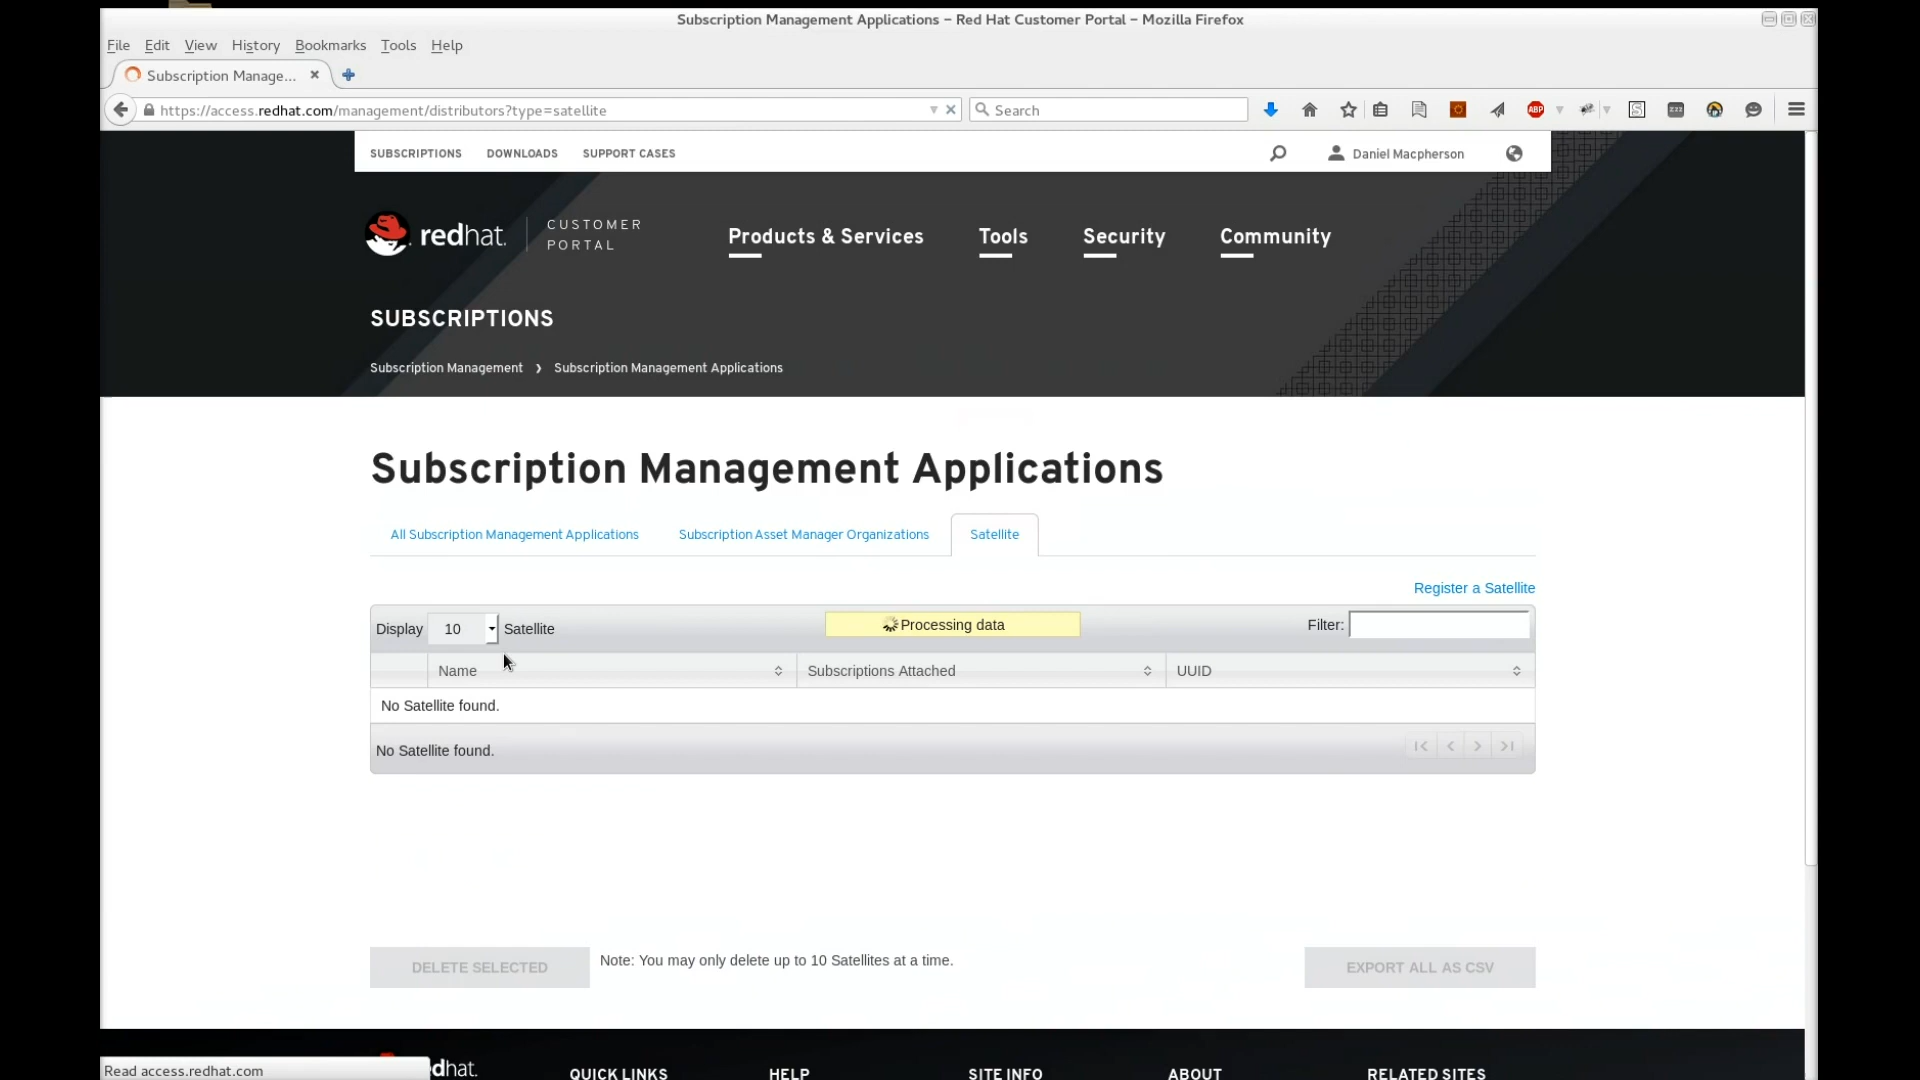 Subscription Management Applications – Red Hat Customer Portal – Mozilla Firefox
File Edit View History Bookmarks Tools Help
Subscription Manage...
https://access.redhat.com/management/distributors?type=satellite
Search
ABP
S
zzz
SUBSCRIPTIONS DOWNLOADS SUPPORT CASES
Daniel Macpherson
redhat.
CUSTOMER
PORTAL
Products & Services Tools Security Community
SUBSCRIPTIONS
Subscription Management ❯ Subscription Management Applications
Subscription Management Applications
All Subscription Management Applications Subscription Asset Manager Organizations Satellite
Register a Satellite
Display 10 Satellite
Processing data
Filter:
Name Subscriptions Attached UUID
No Satellite found.
No Satellite found.
DELETE SELECTED
Note: You may only delete up to 10 Satellites at a time.
EXPORT ALL AS CSV
Read access.redhat.com
dhat.
QUICK LINKS HELP SITE INFO ABOUT RELATED SITES